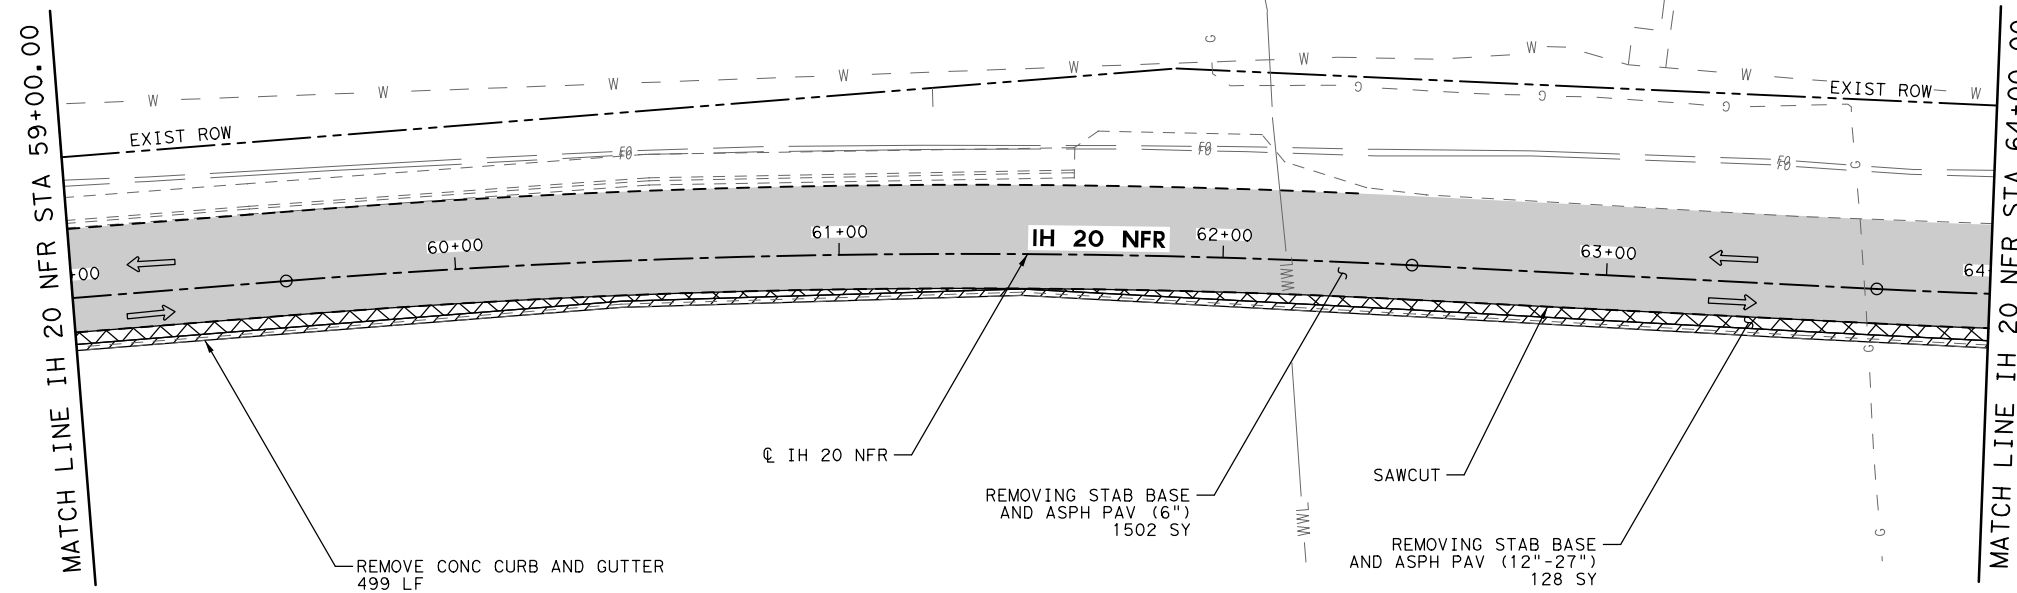 MATCH LINE IH 20 NFR STA 59+00.00
W W W W W W W W W
G
EXIST ROW
EXIST ROW
G G G G
FO FO FO
60+00
61+00
IH 20 NFR
62+00
63+00
+00
64
WWL
G
℄ IH 20 NFR
REMOVING STAB BASE
AND ASPH PAV (6")
1502 SY
SAWCUT
WWL
G
REMOVING STAB BASE
AND ASPH PAV (12"-27")
128 SY
REMOVE CONC CURB AND GUTTER
499 LF
MATCH LINE IH 20 NFR STA 64+00.00